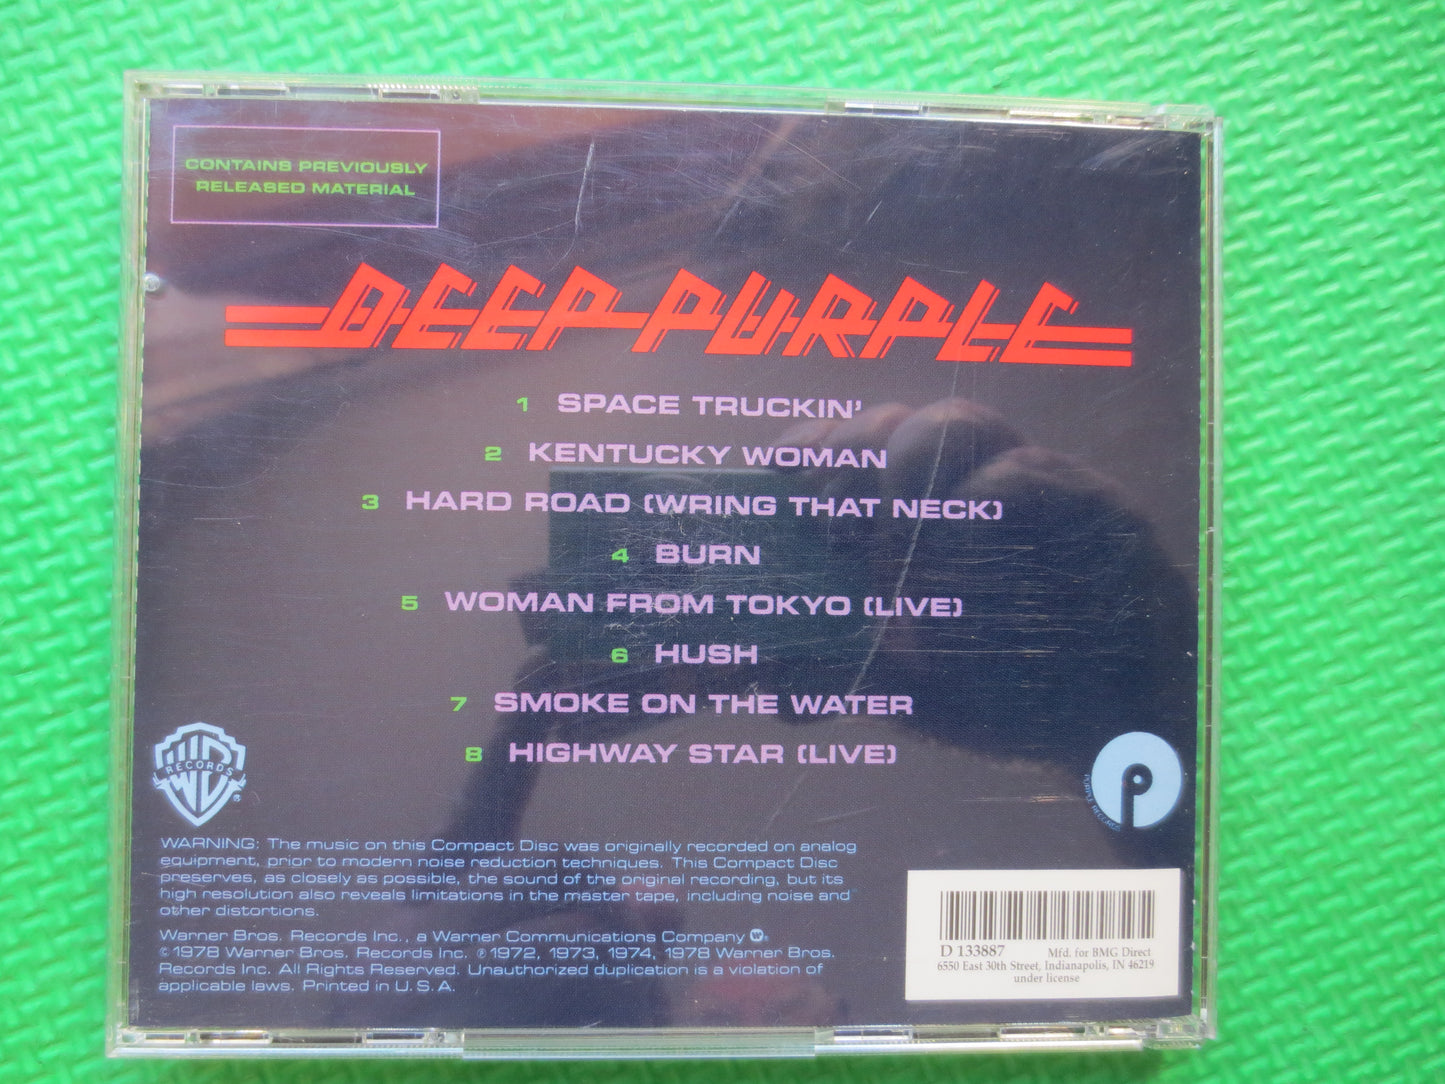 CONTAINS PREVIOUSLY
RELEASED MATERIAL
DEEP PURPLE
1 SPACE TRUCKIN'
2 KENTUCKY WOMAN
3 HARD ROAD (WRING THAT NECK)
4 BURN
5 WOMAN FROM TOKYO (LIVE)
6 HUSH
7 SMOKE ON THE WATER
8 HIGHWAY STAR (LIVE)
WB RECORDS ®
PURPLE RECORDS
WARNING: The music on this Compact Disc was originally recorded on analog
equipment, prior to modern noise reduction techniques. This Compact Disc
preserves, as closely as possible, the sound of the original recording, but its
high resolution also reveals limitations in the master tape, including noise and
other distortions.
Warner Bros. Records Inc., a Warner Communications Company
© 1978 Warner Bros. Records Inc. ℗ 1972, 1973, 1974, 1978 Warner Bros.
Records Inc. All Rights Reserved. Unauthorized duplication is a violation of
applicable laws. Printed in U.S.A.
D 133887 Mfd. for BMG Direct
6550 East 30th Street, Indianapolis, IN 46219
under license